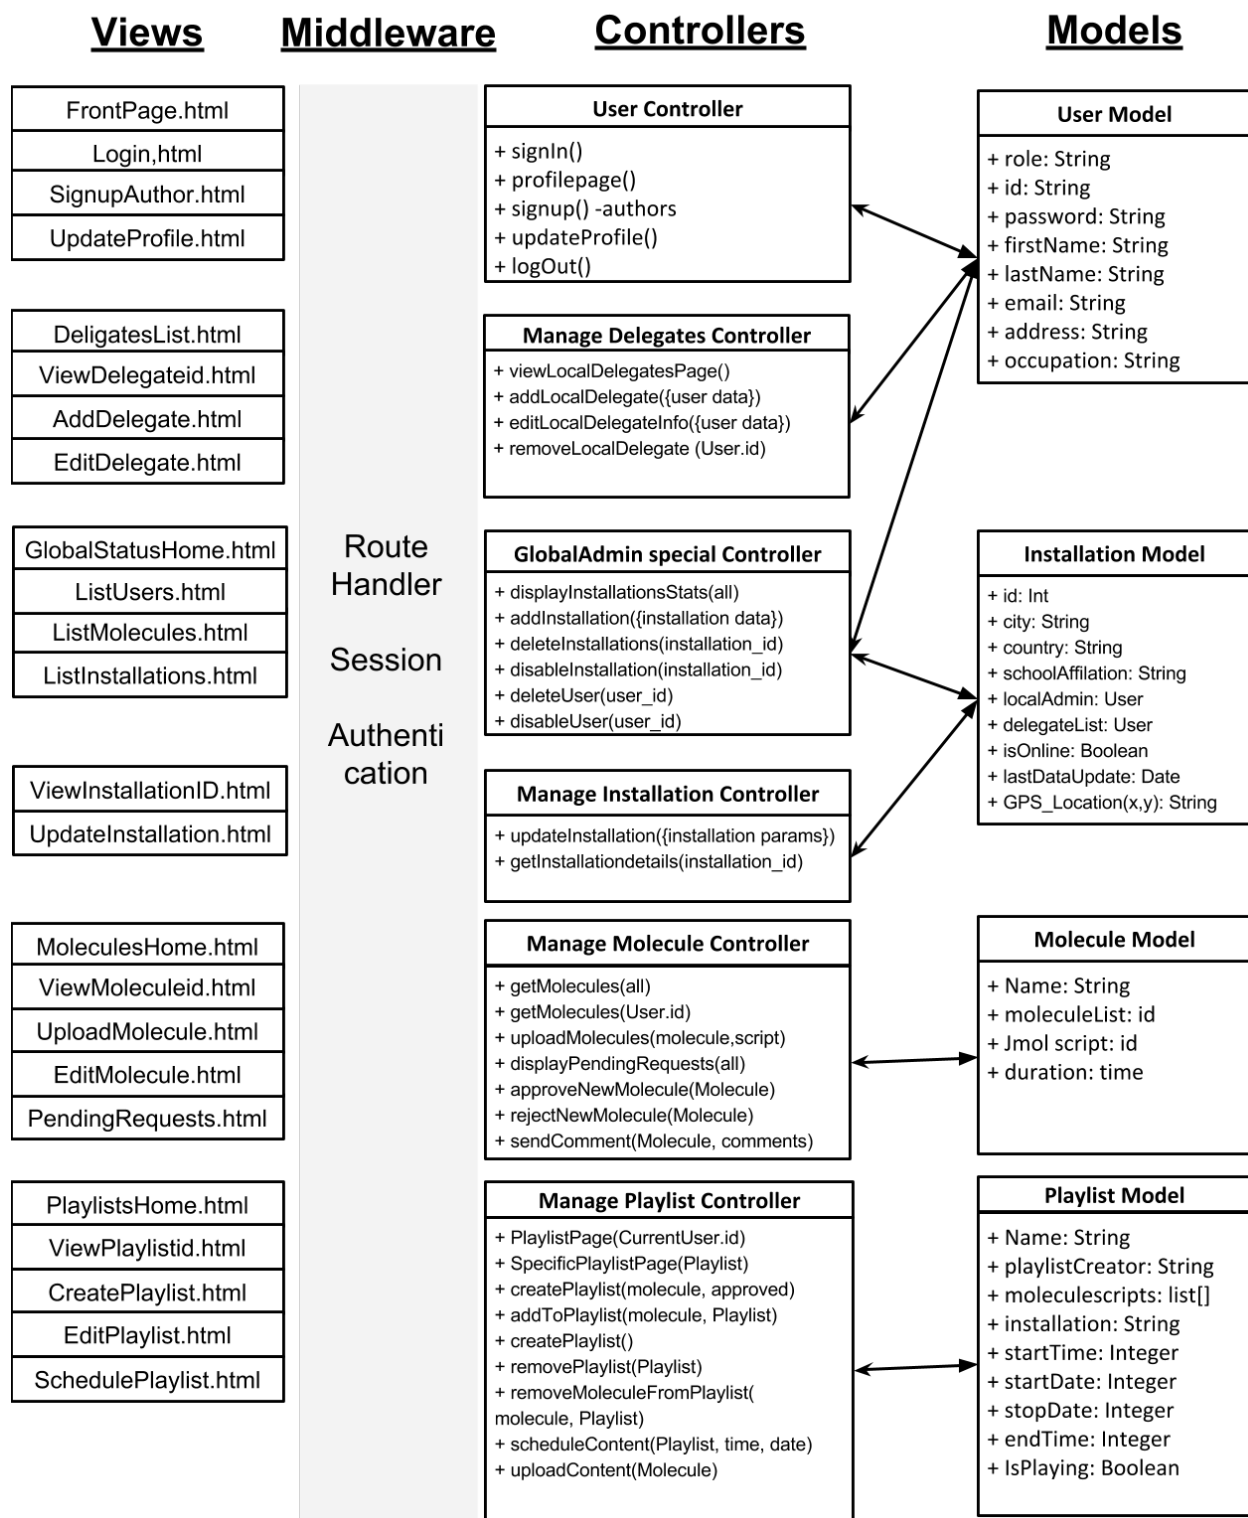 Views
Middleware
Controllers
Models
FrontPage.html
Login,html
SignupAuthor.html
UpdateProfile.html
DeligatesList.html
ViewDelegateid.html
AddDelegate.html
EditDelegate.html
GlobalStatusHome.html
ListUsers.html
ListMolecules.html
ListInstallations.html
ViewInstallationID.html
UpdateInstallation.html
MoleculesHome.html
ViewMoleculeid.html
UploadMolecule.html
EditMolecule.html
PendingRequests.html
PlaylistsHome.html
ViewPlaylistid.html
CreatePlaylist.html
EditPlaylist.html
SchedulePlaylist.html
Route
Handler
Session
Authenti
cation
User Controller
+ signIn()
+ profilepage()
+ signup() -authors
+ updateProfile()
+ logOut()
Manage Delegates Controller
+ viewLocalDelegatesPage()
+ addLocalDelegate({user data})
+ editLocalDelegateInfo({user data})
+ removeLocalDelegate (User.id)
GlobalAdmin special Controller
+ displayInstallationsStats(all)
+ addInstallation({installation data})
+ deleteInstallations(installation_id)
+ disableInstallation(installation_id)
+ deleteUser(user_id)
+ disableUser(user_id)
Manage Installation Controller
+ updateInstallation({installation params})
+ getInstallationdetails(installation_id)
Manage Molecule Controller
+ getMolecules(all)
+ getMolecules(User.id)
+ uploadMolecules(molecule,script)
+ displayPendingRequests(all)
+ approveNewMolecule(Molecule)
+ rejectNewMolecule(Molecule)
+ sendComment(Molecule, comments)
Manage Playlist Controller
+ PlaylistPage(CurrentUser.id)
+ SpecificPlaylistPage(Playlist)
+ createPlaylist(molecule, approved)
+ addToPlaylist(molecule, Playlist)
+ createPlaylist()
+ removePlaylist(Playlist)
+ removeMoleculeFromPlaylist(
molecule, Playlist)
+ scheduleContent(Playlist, time, date)
+ uploadContent(Molecule)
User Model
+ role: String
+ id: String
+ password: String
+ firstName: String
+ lastName: String
+ email: String
+ address: String
+ occupation: String
Installation Model
+ id: Int
+ city: String
+ country: String
+ schoolAffilation: String
+ localAdmin: User
+ delegateList: User
+ isOnline: Boolean
+ lastDataUpdate: Date
+ GPS_Location(x,y): String
Molecule Model
+ Name: String
+ moleculeList: id
+ Jmol script: id
+ duration: time
Playlist Model
+ Name: String
+ playlistCreator: String
+ moleculescripts: list[]
+ installation: String
+ startTime: Integer
+ startDate: Integer
+ stopDate: Integer
+ endTime: Integer
+ IsPlaying: Boolean